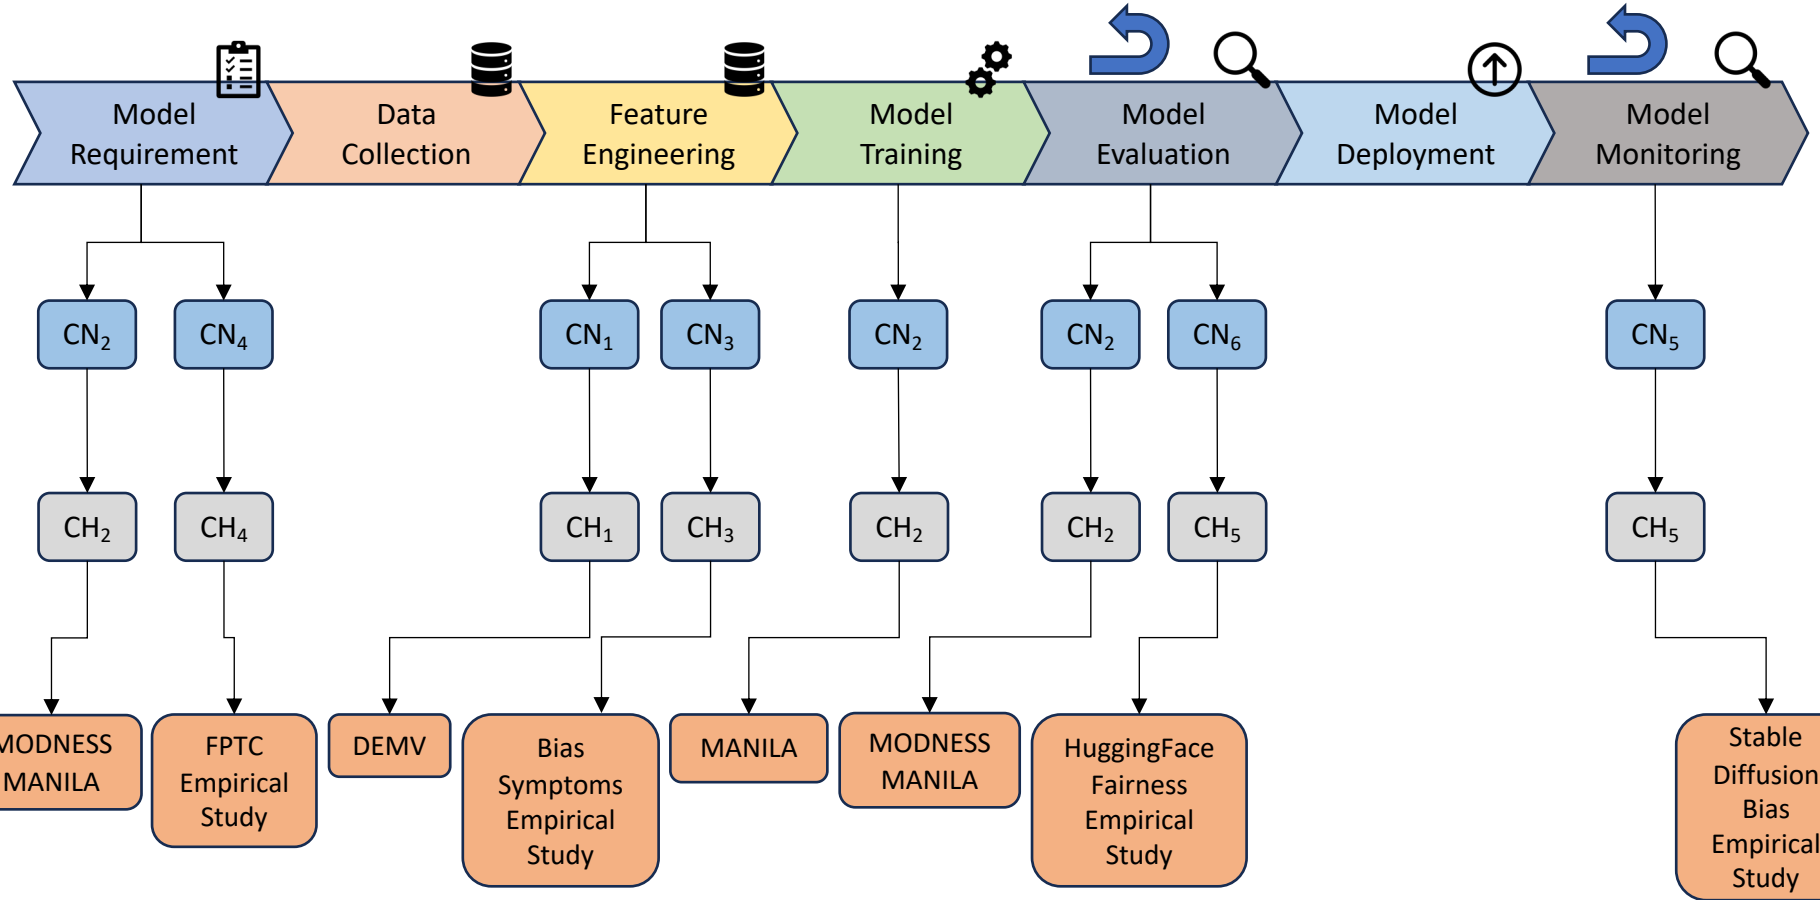 Model
Requirement
Data
Collection
Feature
Engineering
Model
Training
Model
Evaluation
Model
Deployment
Model
Monitoring
CN₂
CN₄
CN₁
CN₃
CN₂
CN₂
CN₆
CN₅
CH₂
CH₄
CH₁
CH₃
CH₂
CH₂
CH₅
CH₅
MODNESS
MANILA
FPTC
Empirical
Study
DEMV
Bias
Symptoms
Empirical
Study
MANILA
MODNESS
MANILA
HuggingFace
Fairness
Empirical
Study
Stable
Diffusion
Bias
Empirical
Study